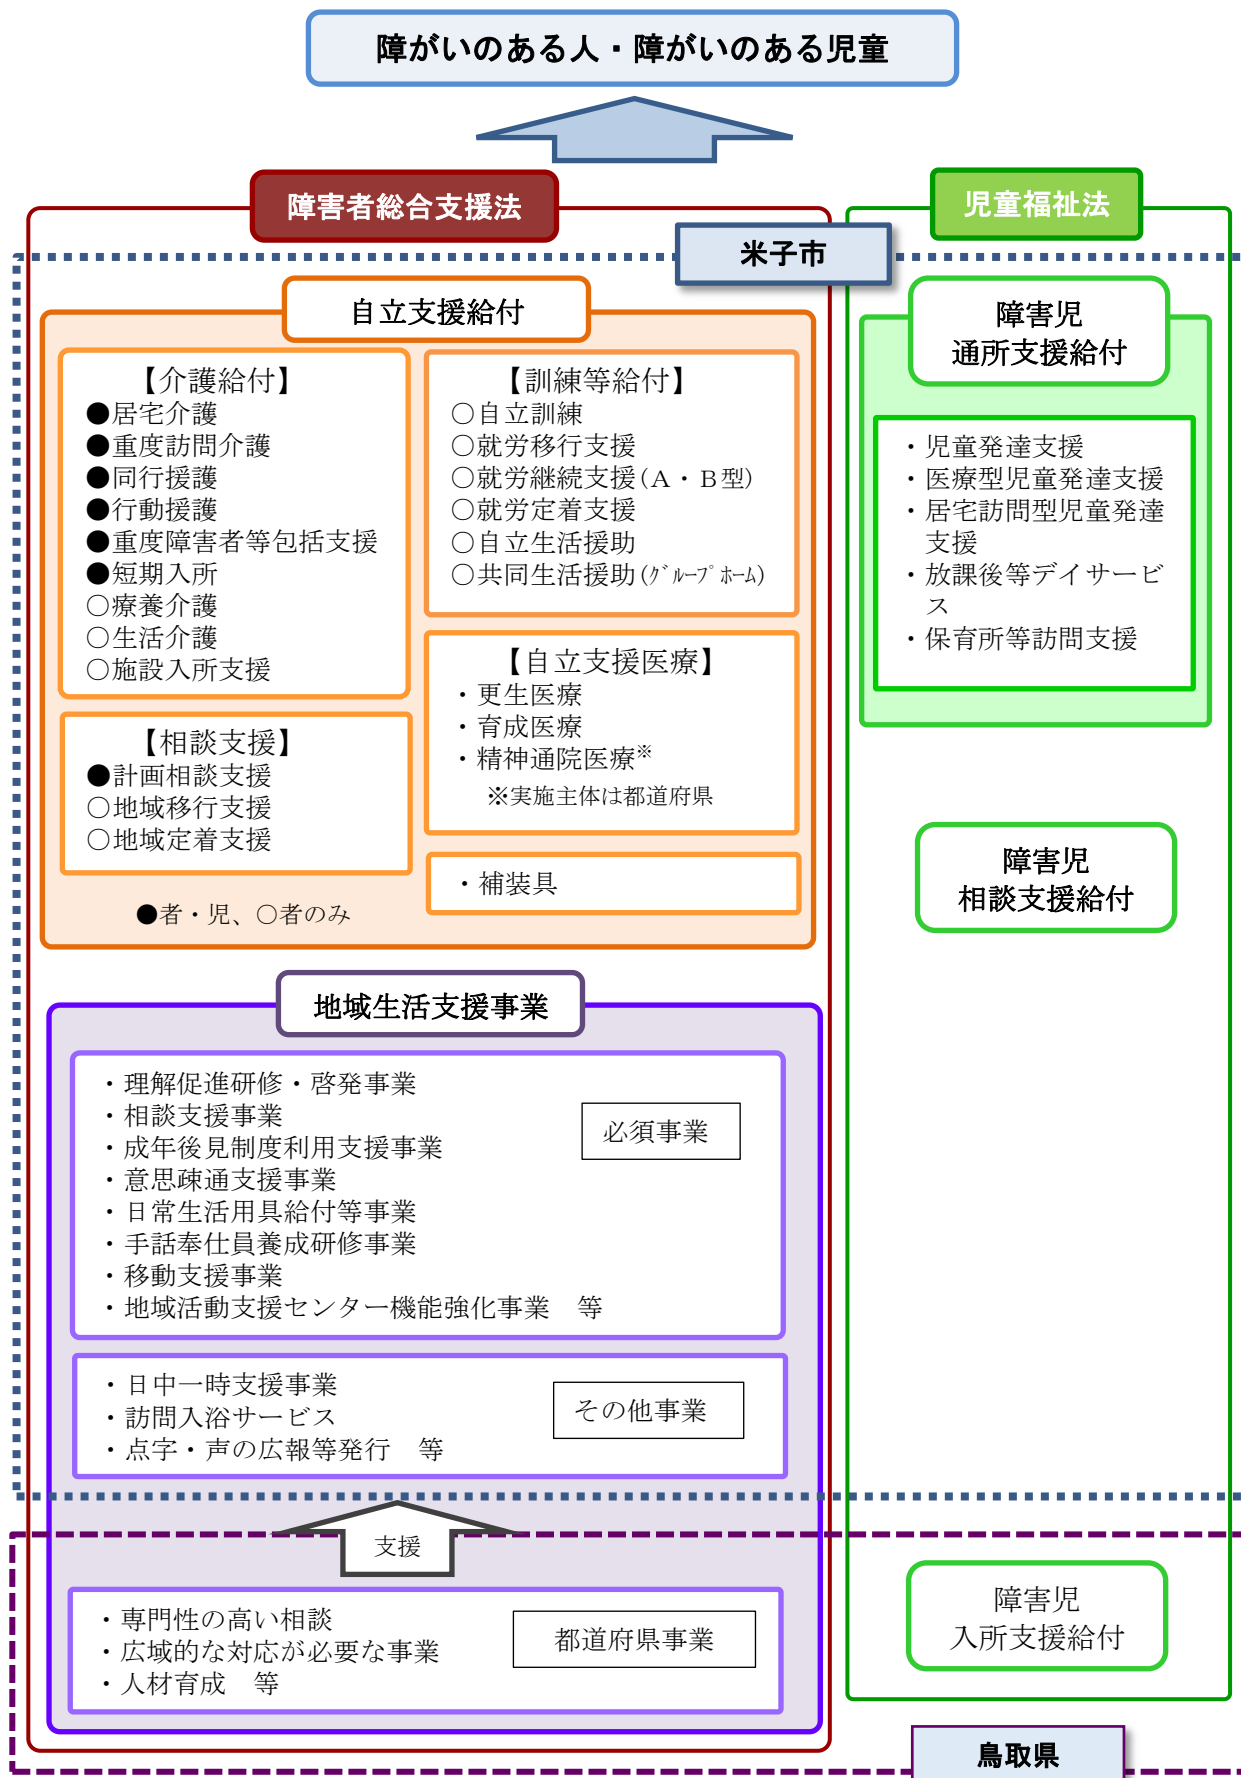 障がいのある人・障がいのある児童
障害者総合支援法
児童福祉法
米子市
自立支援給付
【介護給付】
●居宅介護
●重度訪問介護
●同行援護
●行動援護
●重度障害者等包括支援
●短期入所
○療養介護
○生活介護
○施設入所支援
【相談支援】
●計画相談支援
○地域移行支援
○地域定着支援
●者・児、○者のみ
【訓練等給付】
○自立訓練
○就労移行支援
○就労継続支援(A・B型)
○就労定着支援
○自立生活援助
○共同生活援助(ｸﾞﾙｰﾌﾟﾎｰﾑ)
【自立支援医療】
・更生医療
・育成医療
・精神通院医療※
※実施主体は都道府県
・補装具
障害児
通所支援給付
・児童発達支援
・医療型児童発達支援
・居宅訪問型児童発達
支援
・放課後等デイサービ
ス
・保育所等訪問支援
障害児
相談支援給付
地域生活支援事業
・理解促進研修・啓発事業
・相談支援事業
・成年後見制度利用支援事業
・意思疎通支援事業
・日常生活用具給付等事業
・手話奉仕員養成研修事業
・移動支援事業
・地域活動支援センター機能強化事業　等
必須事業
・日中一時支援事業
・訪問入浴サービス
・点字・声の広報等発行　等
その他事業
支援
・専門性の高い相談
・広域的な対応が必要な事業
・人材育成　等
都道府県事業
障害児
入所支援給付
鳥取県